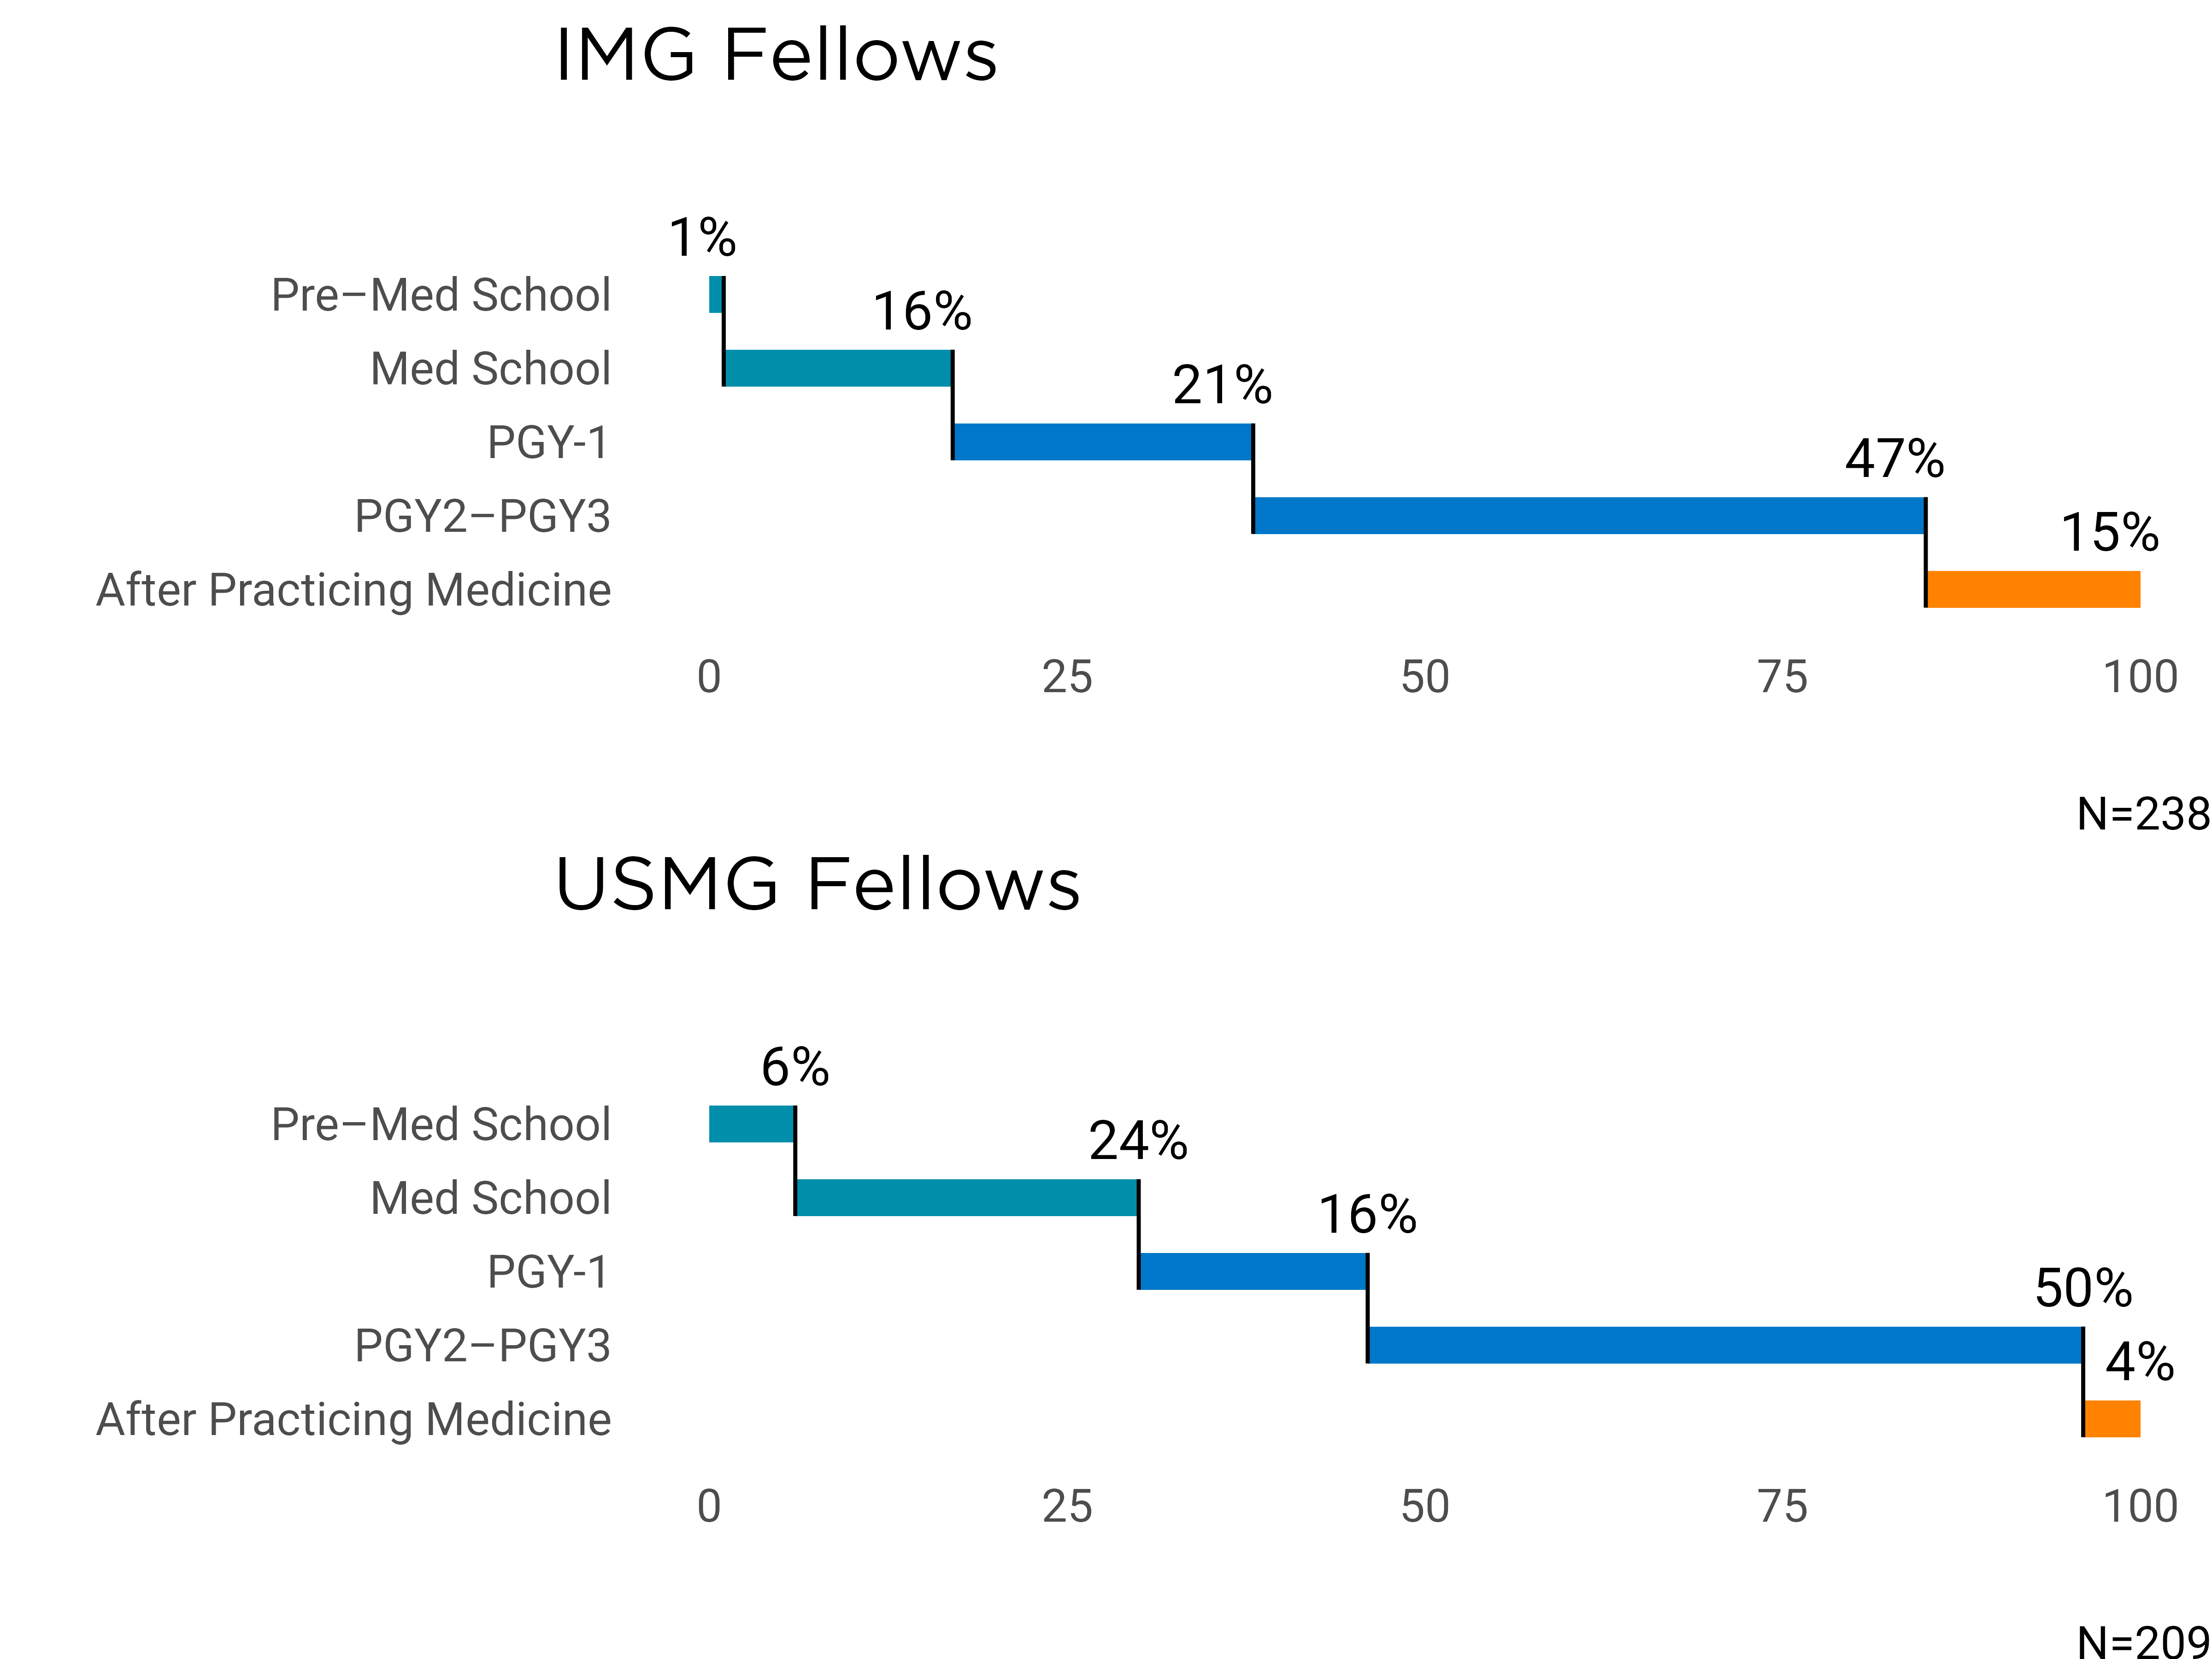 IMG Fellows
1%
Pre–Med School
16%
Med School
21%
PGY-1
47%
PGY2–PGY3
15%
After Practicing Medicine
0 25 50 75 100
N=238
USMG Fellows
6%
Pre–Med School
24%
Med School
16%
PGY-1
50%
PGY2–PGY3
4%
After Practicing Medicine
0 25 50 75 100
N=209